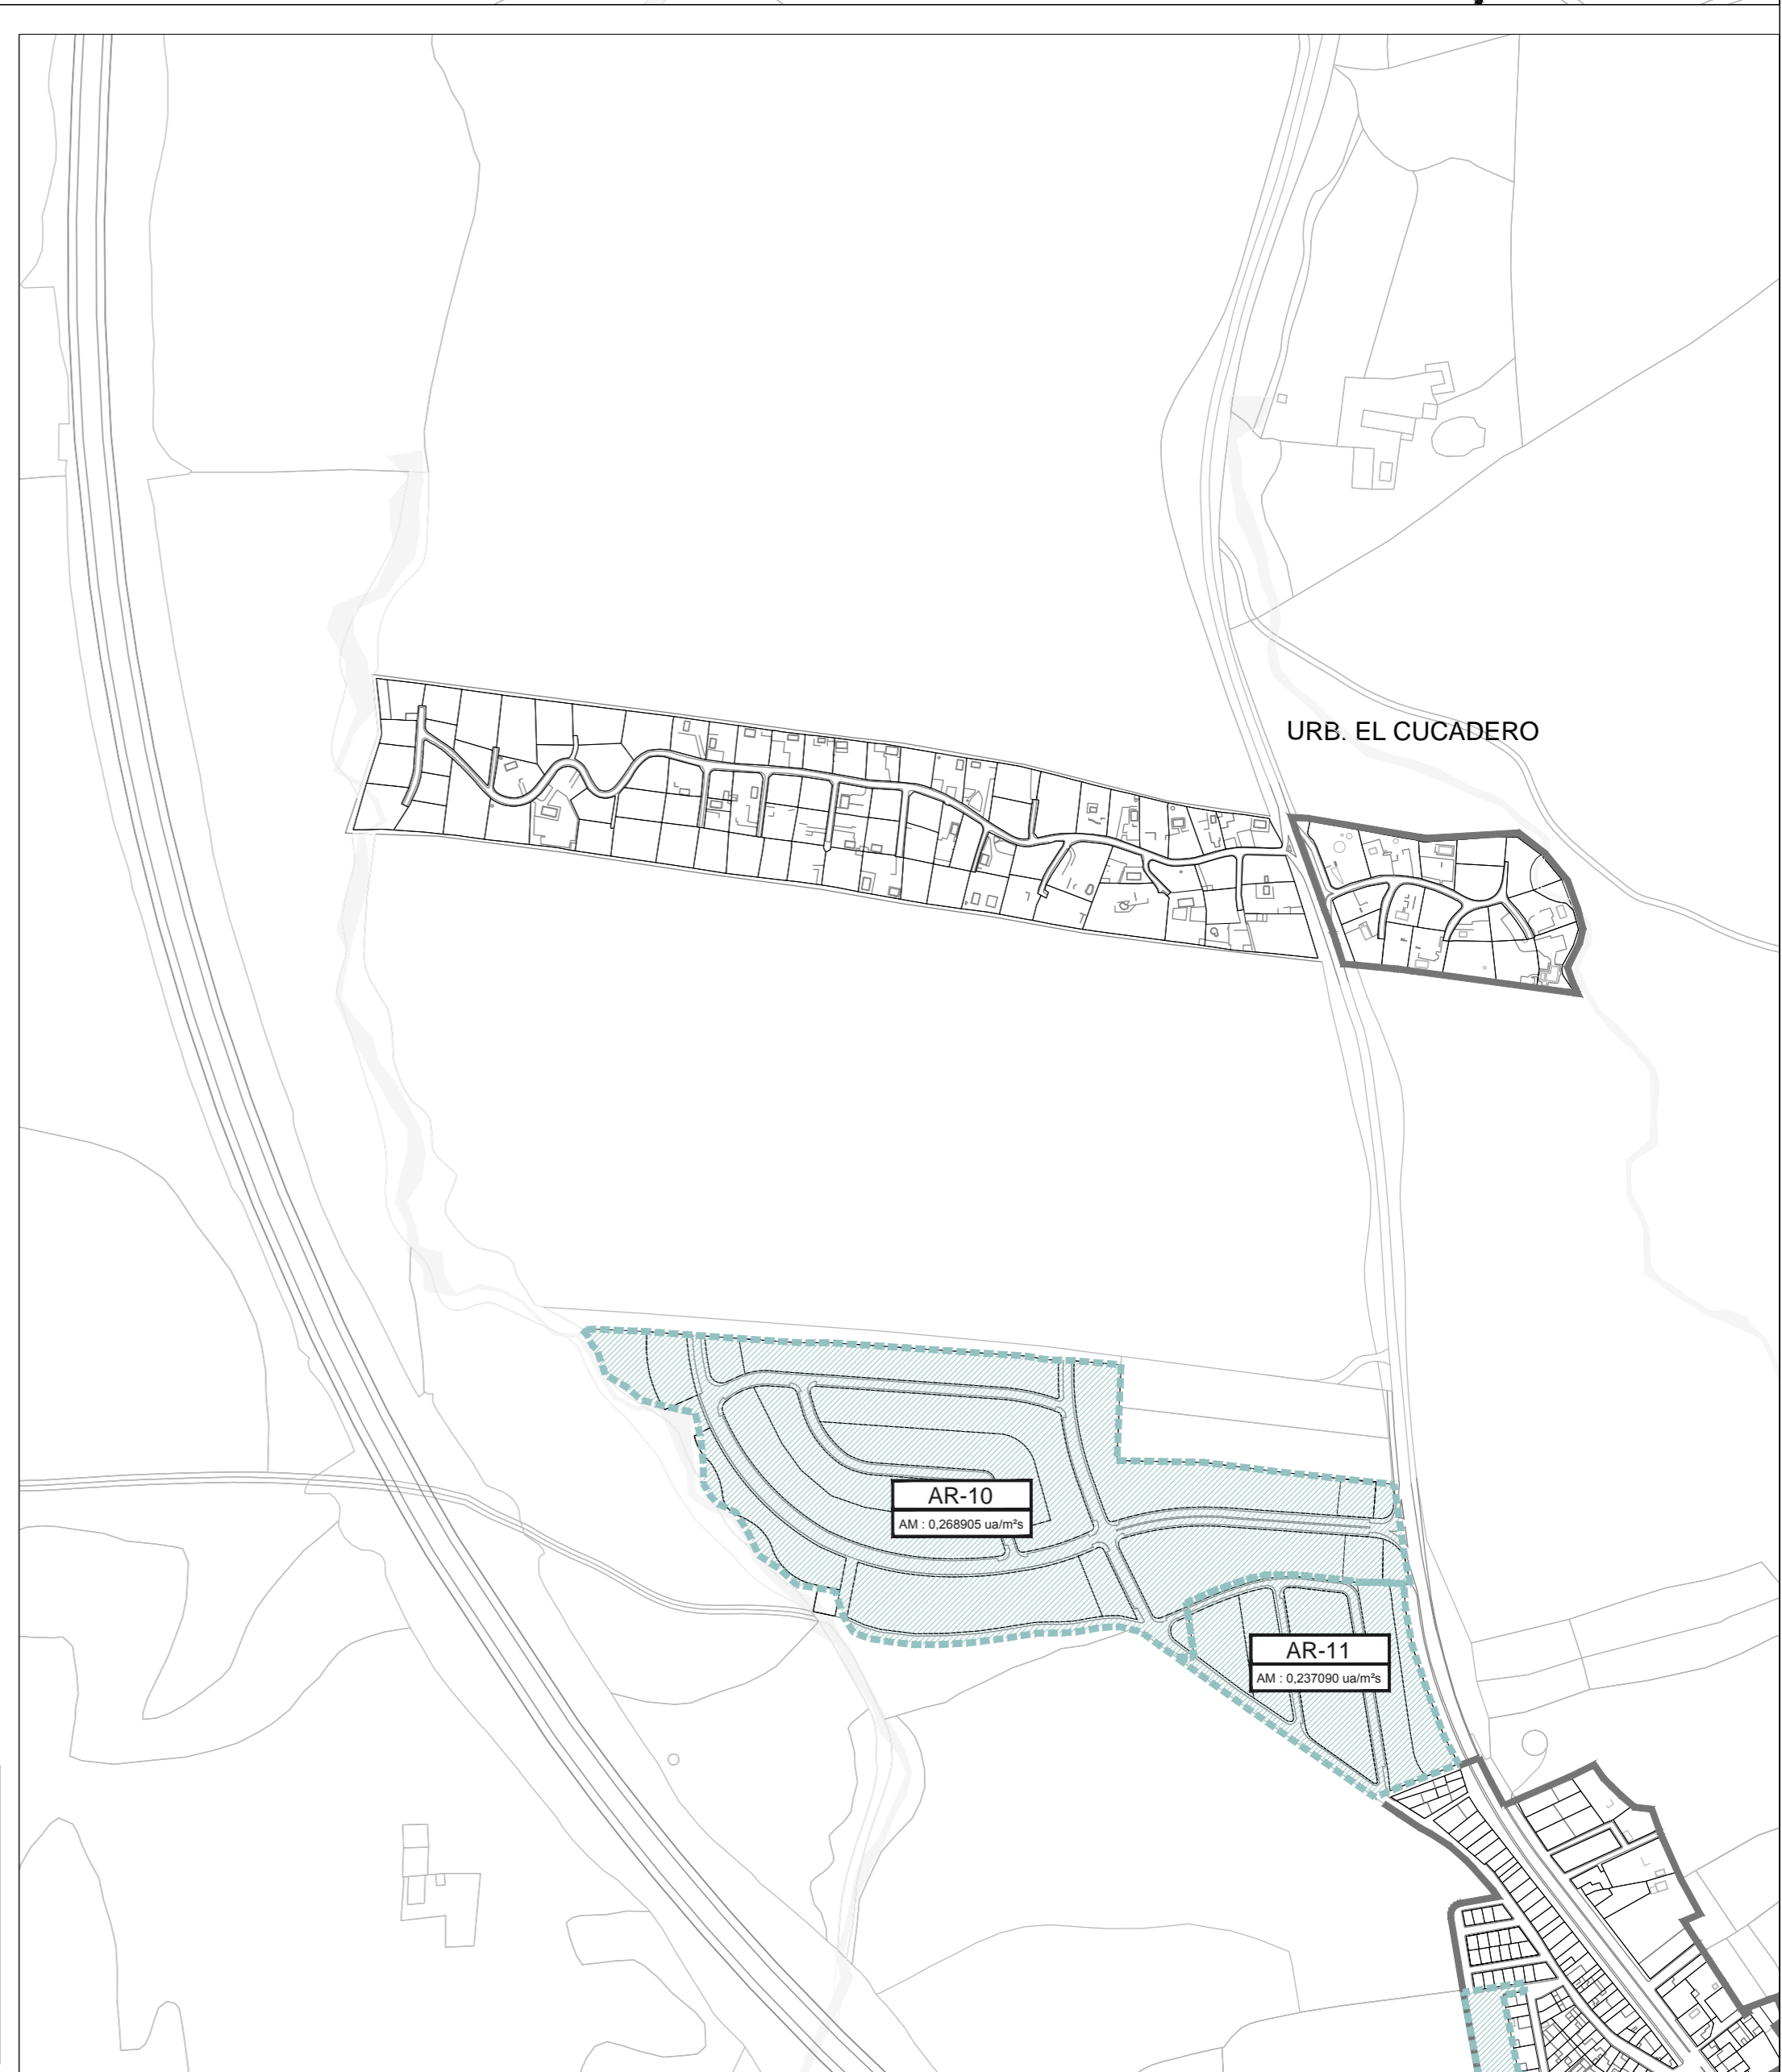 URB. EL CUCADERO
AR-10
AM : 0,268905 ua/m²s
AR-11
AM : 0,237090 ua/m²s